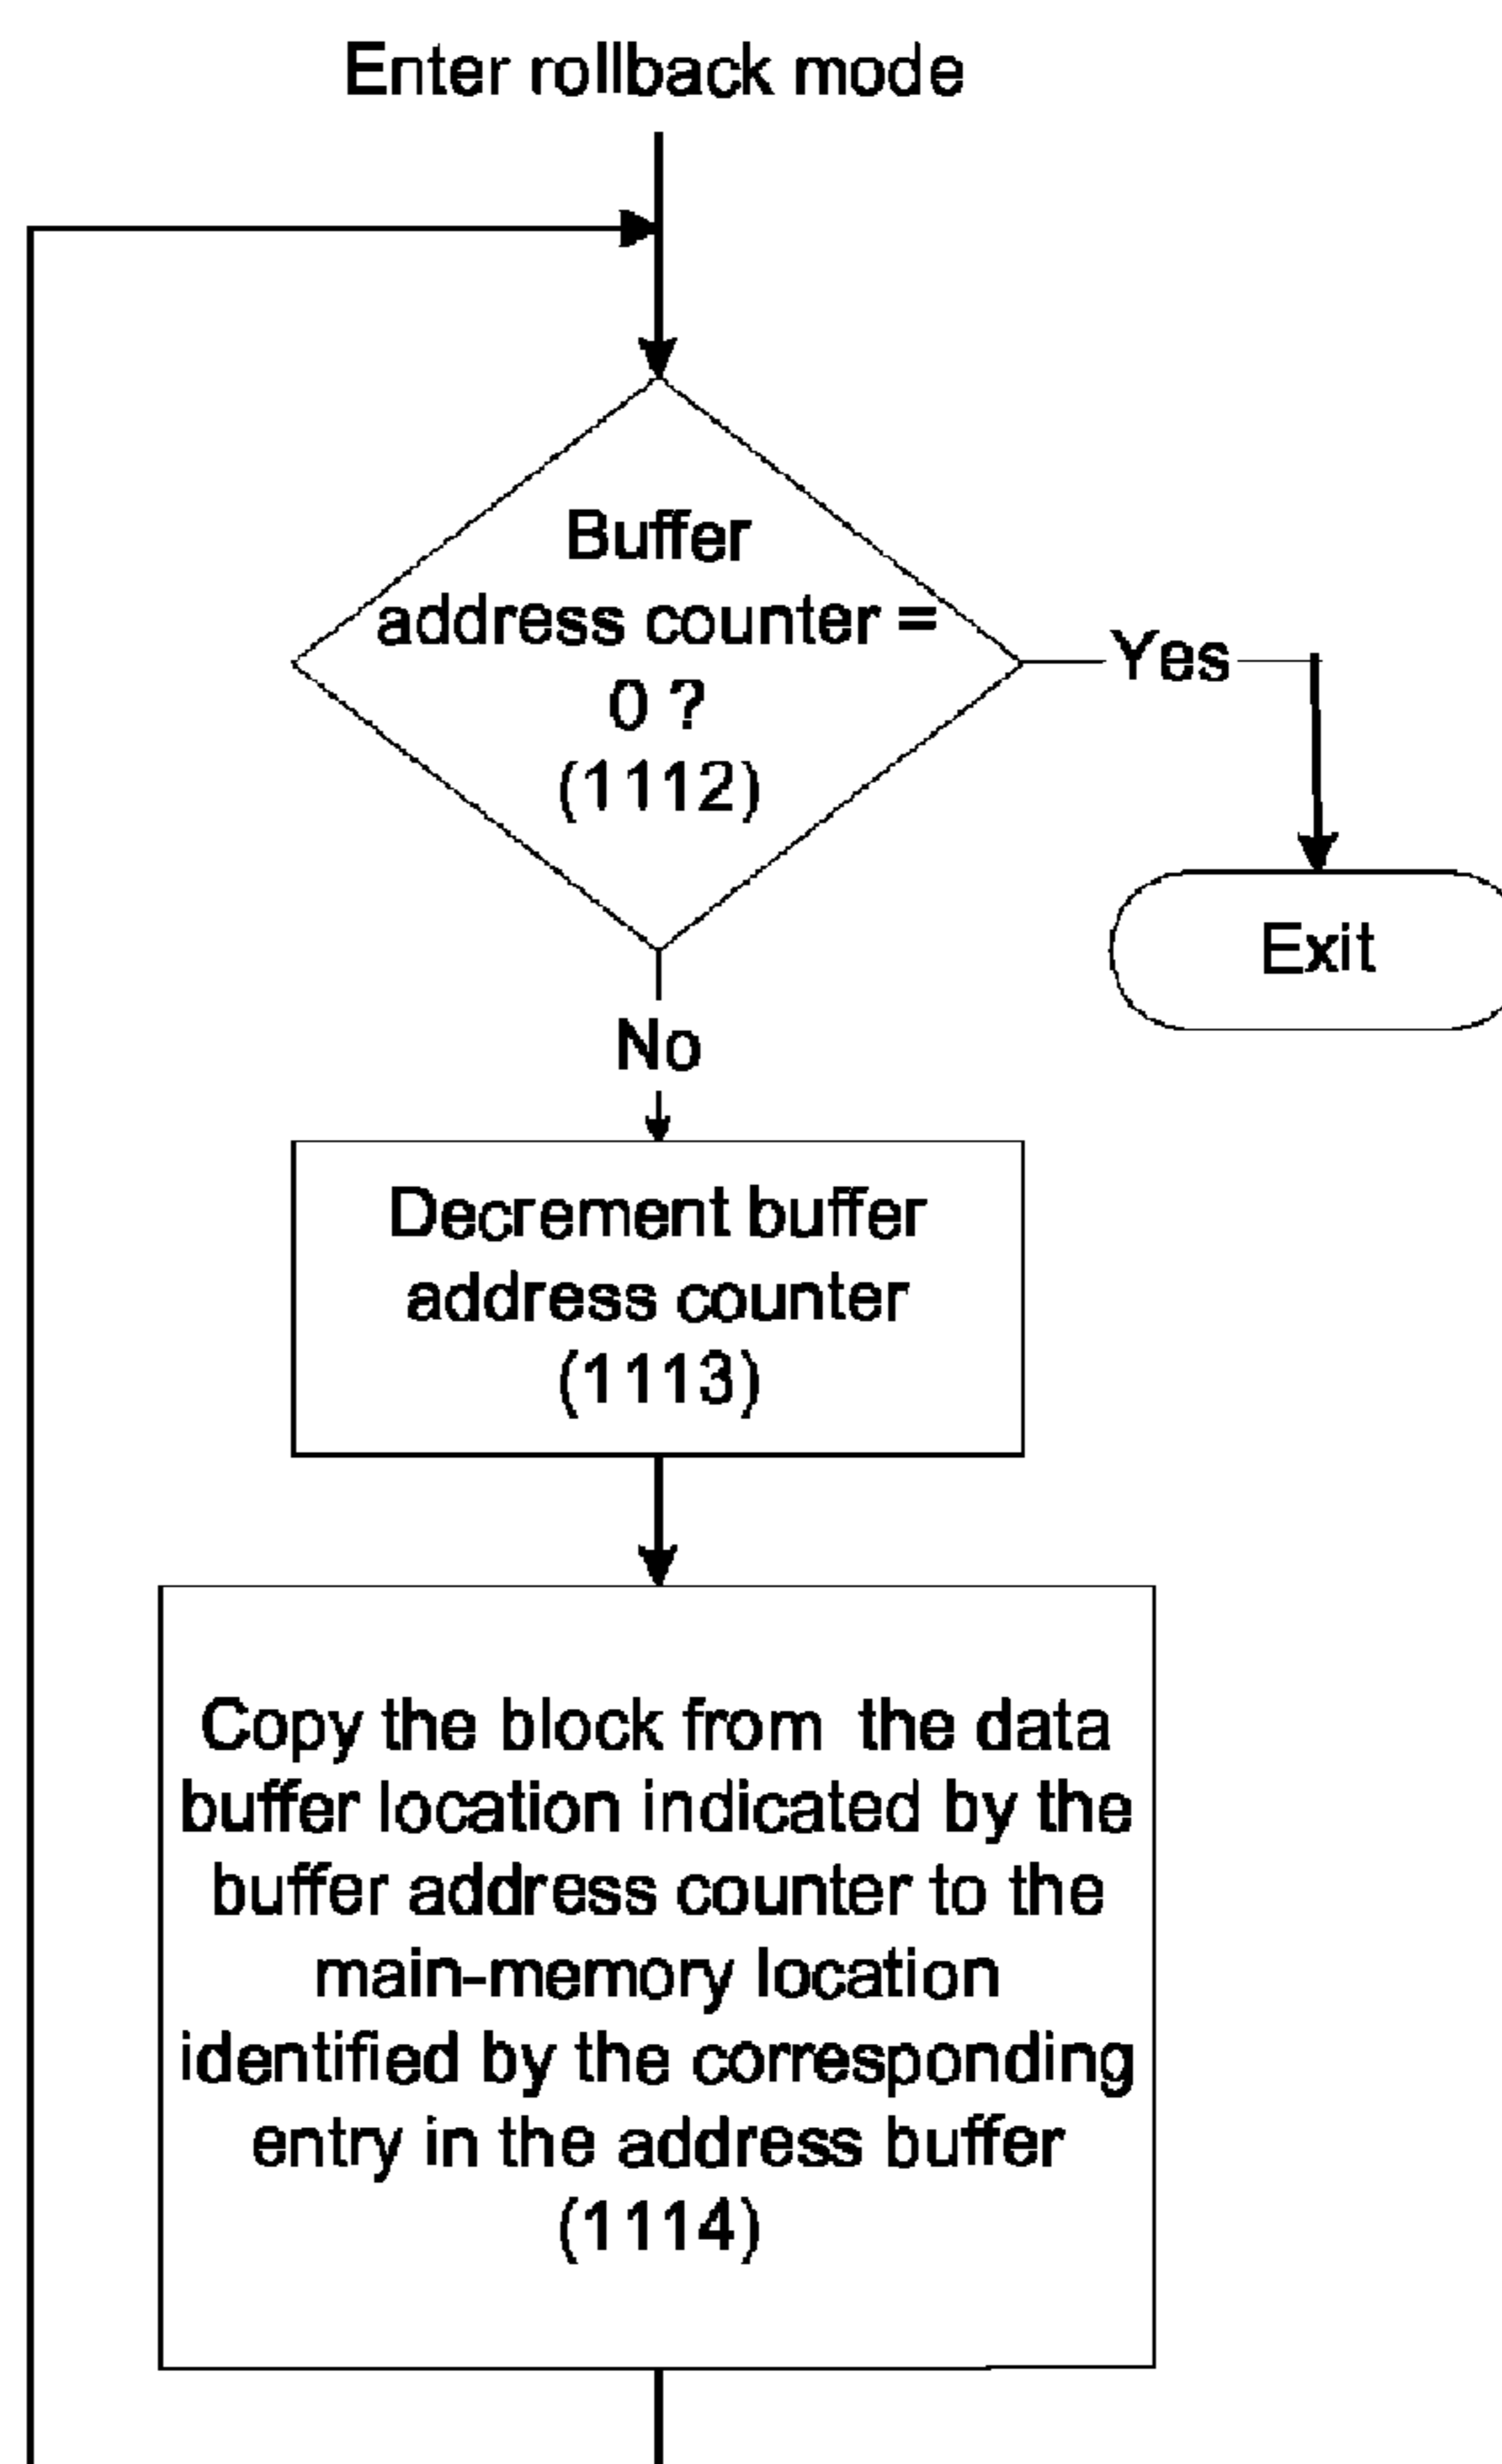 Enter rollback mode
Buffer
address counter =
0 ?
(1112)
Yes
Exit
No
Decrement buffer
address counter
(1113)
Copy the block from the data
buffer location indicated by the
buffer address counter to the
main-memory location
identified by the corresponding
entry in the address buffer
(1114)